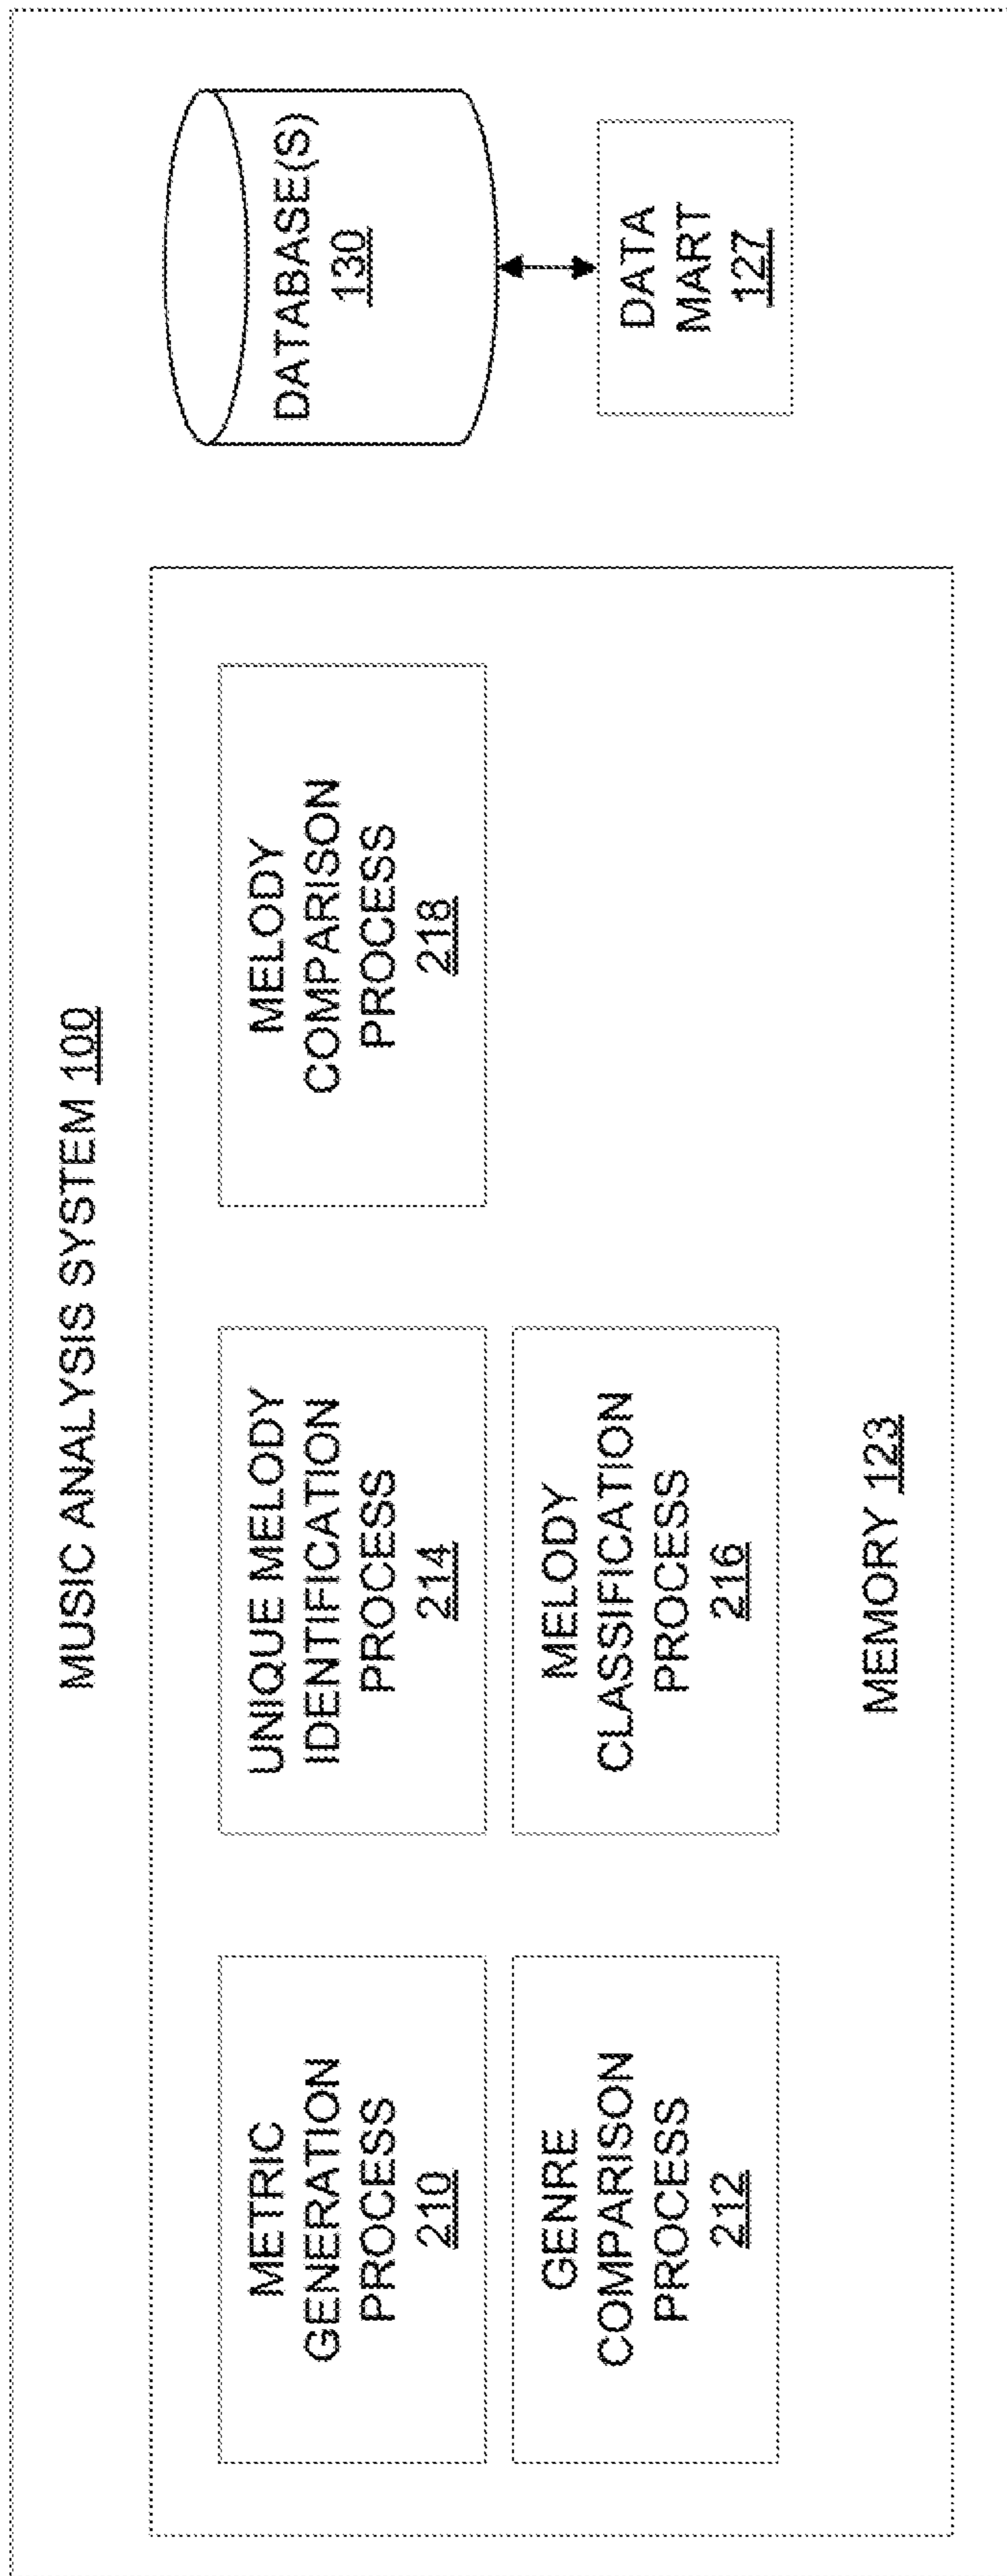 MUSIC ANALYSIS SYSTEM 100
METRIC
GENERATION
PROCESS
210
GENRE
COMPARISON
PROCESS
212
UNIQUE MELODY
IDENTIFICATION
PROCESS
214
MELODY
CLASSIFICATION
PROCESS
216
MELODY
COMPARISON
PROCESS
218
MEMORY 123
DATABASE(S)
130
DATA
MART
127